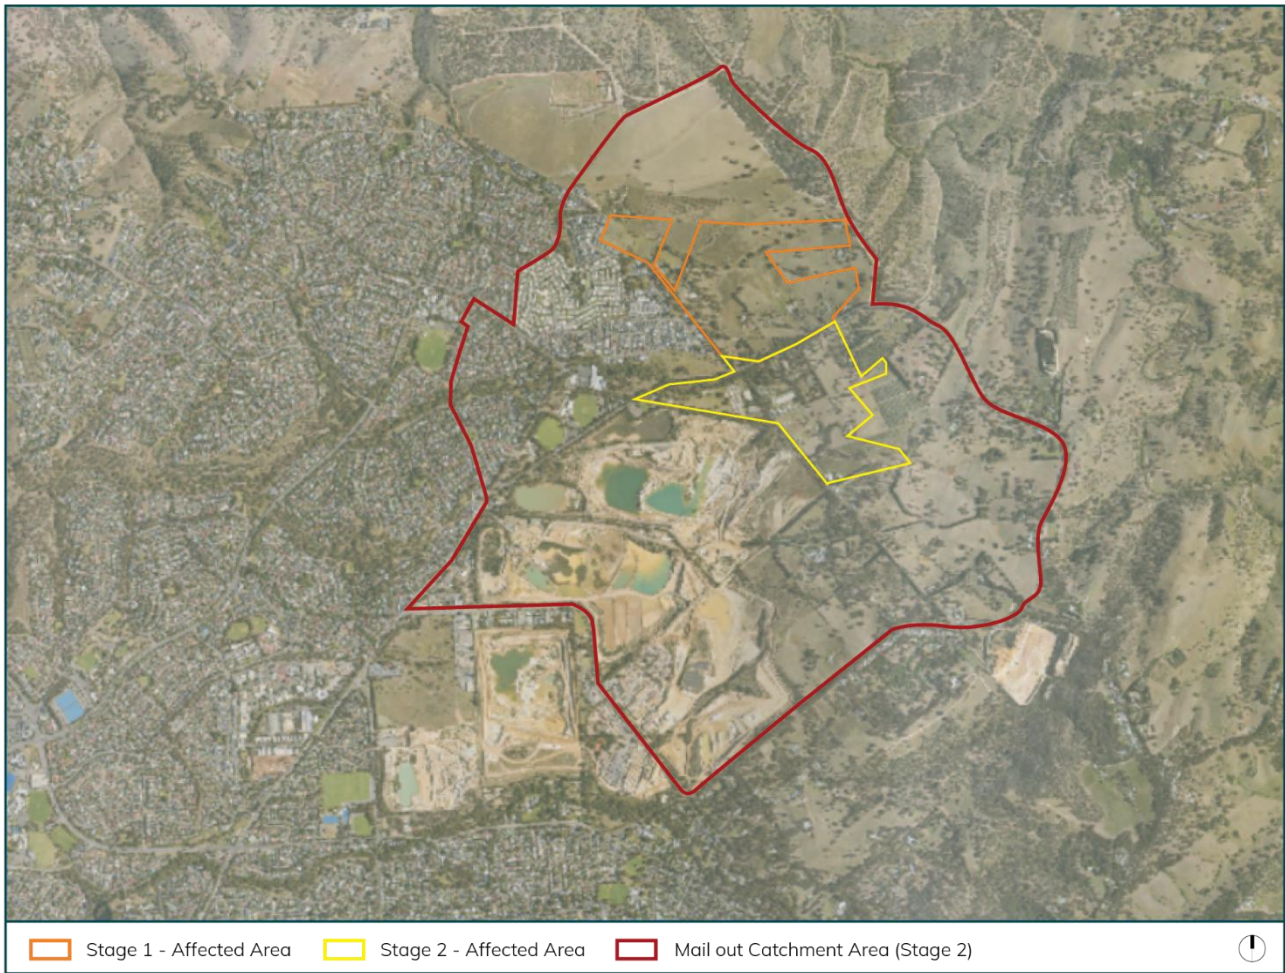 Stage 1 - Affected Area
Stage 2 - Affected Area
Mail out Catchment Area (Stage 2)